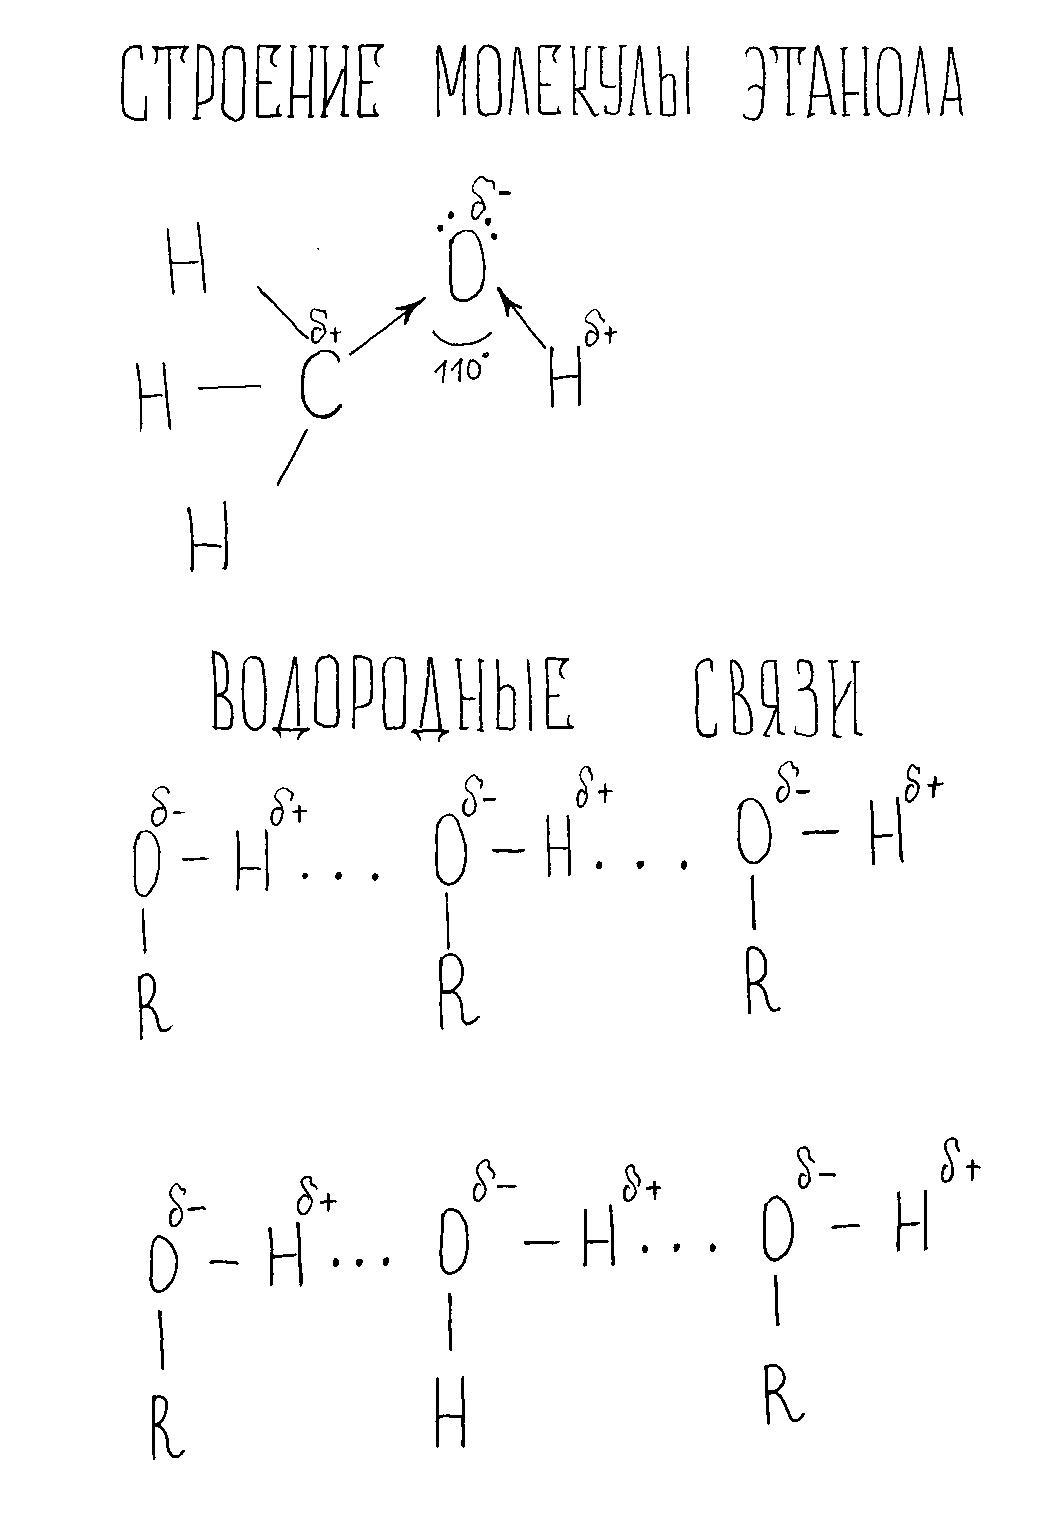 СТРОЕНИЕ МОЛЕКУЛЫ ЭТАНОЛА
δ-
H O
δ+ δ+
H — C 110° H
H
ВОДОРОДНЫЕ СВЯЗИ
δ- δ+ δ- δ+ δ- δ+
O — H . . . O — H . . . O — H
R R R
δ- δ+ δ- δ+ δ- δ+
O — H . . . O — H . . . O — H
R H R